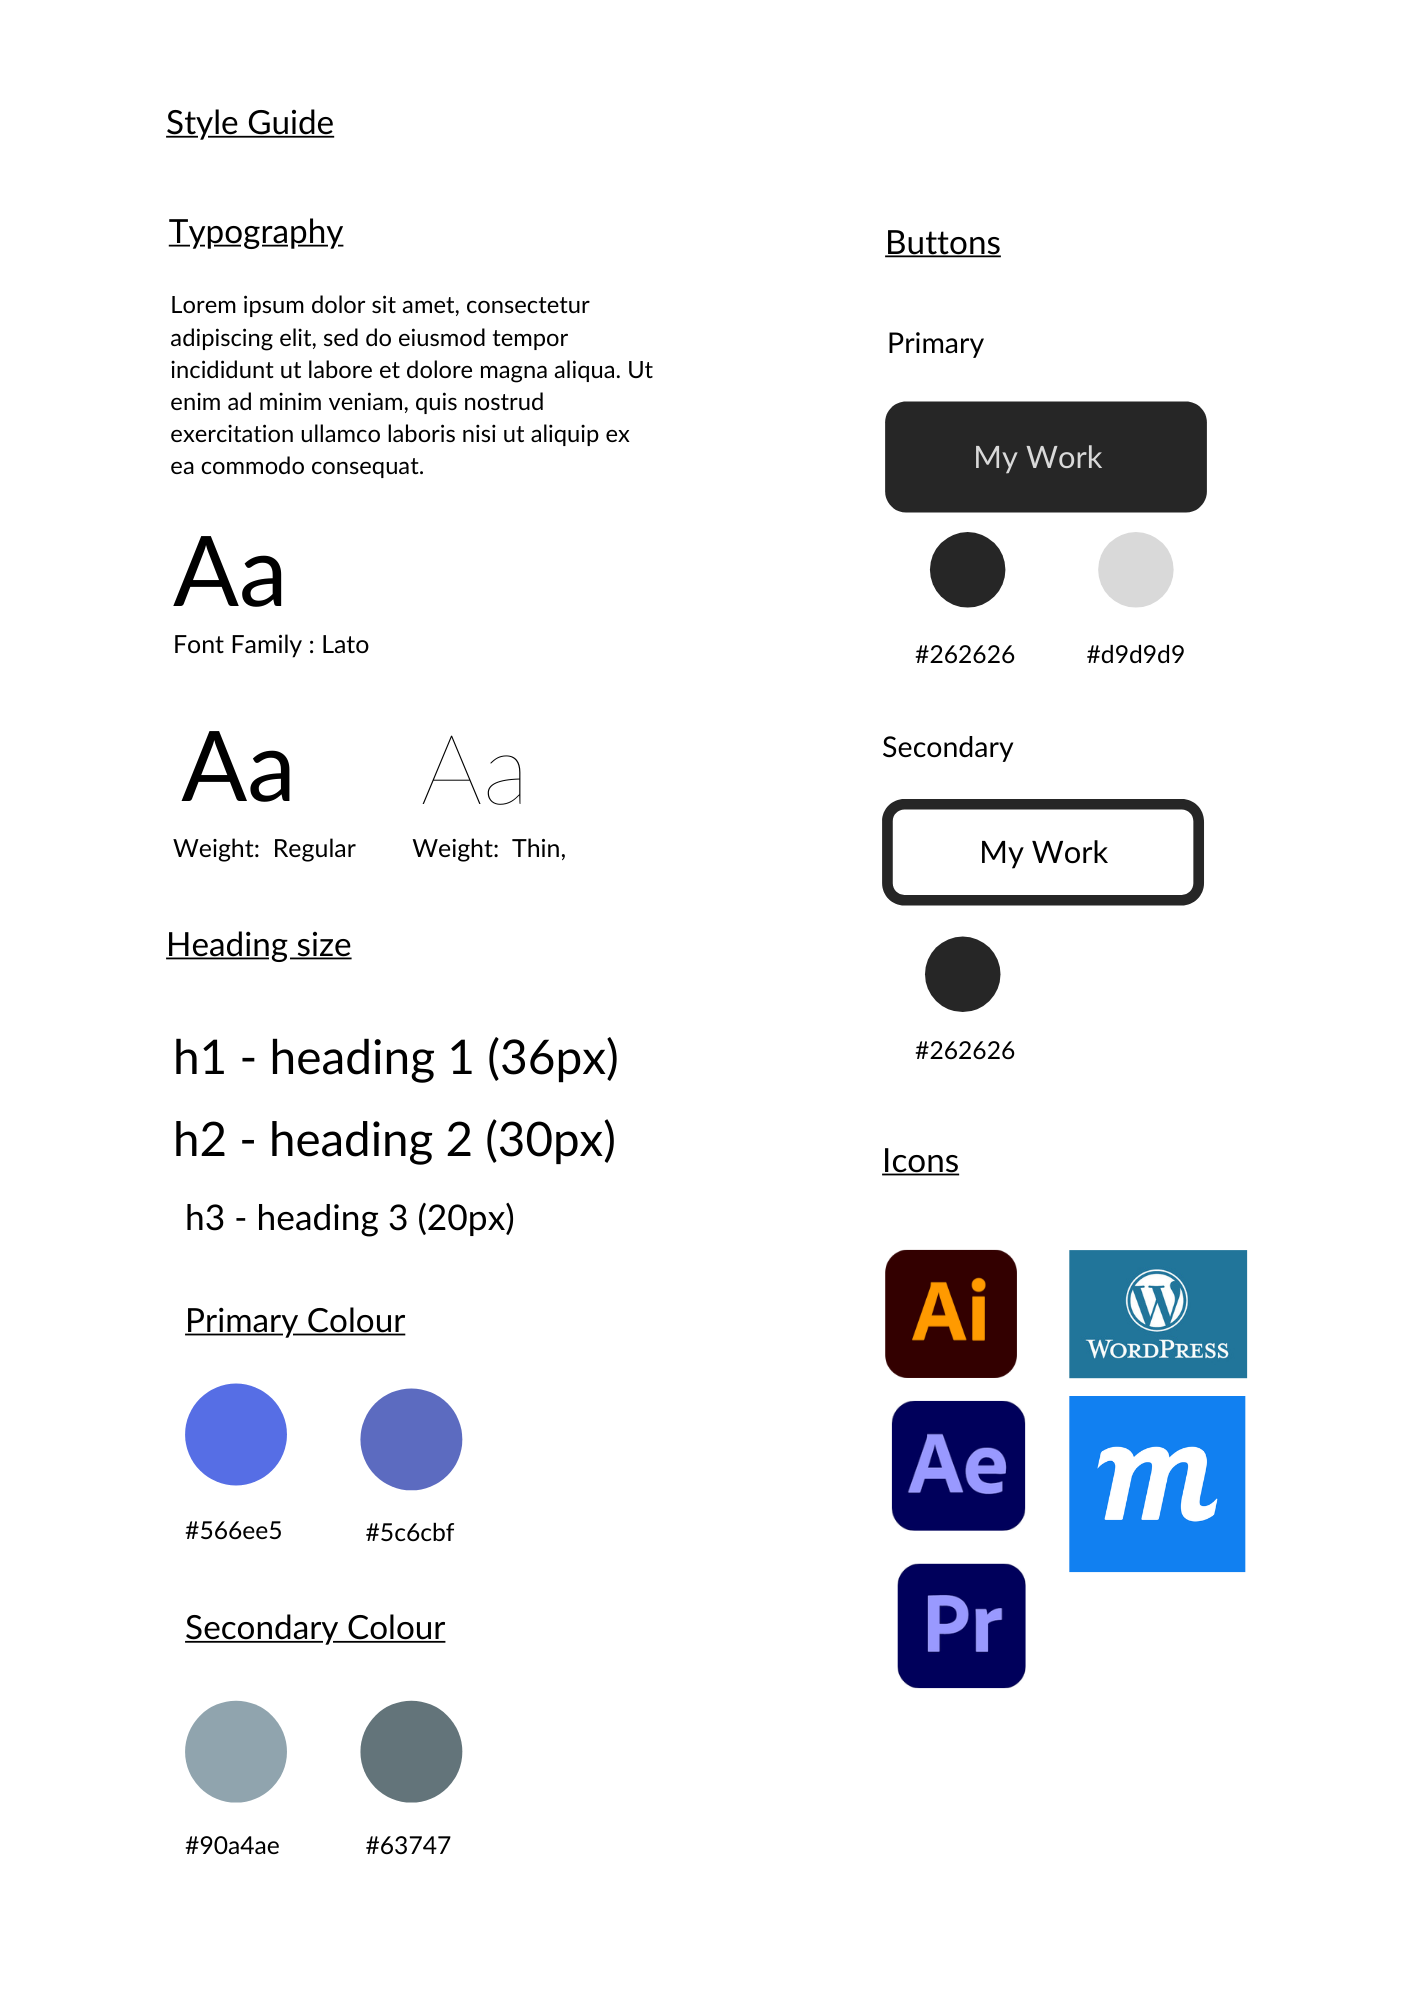 Style Guide
Typography
Lorem ipsum dolor sit amet, consectetur
adipiscing elit, sed do eiusmod tempor
incididunt ut labore et dolore magna aliqua. Ut
enim ad minim veniam, quis nostrud
exercitation ullamco laboris nisi ut aliquip ex
ea commodo consequat.
Aa
Font Family : Lato
Aa Aa
Weight: Regular Weight: Thin,
Heading size
h1 - heading 1 (36px)
h2 - heading 2 (30px)
h3 - heading 3 (20px)
Primary Colour
#566ee5 #5c6cbf
Secondary Colour
#90a4ae #63747
Buttons
Primary
My Work
#262626 #d9d9d9
Secondary
My Work
#262626
Icons
Ai
W
WORDPRESS
Ae
m
Pr